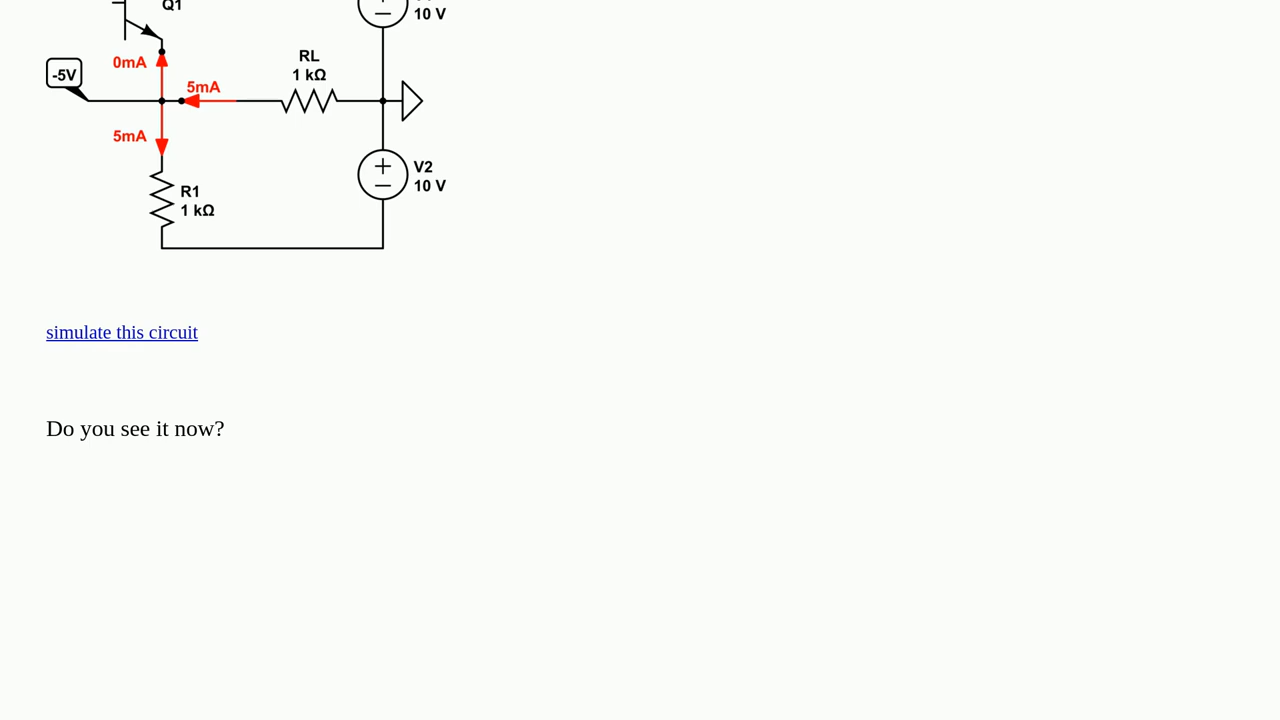 Q1
10 V
0mA
-5V
RL
1 kΩ
5mA
5mA
V2
10 V
R1
1 kΩ
simulate this circuit
Do you see it now?